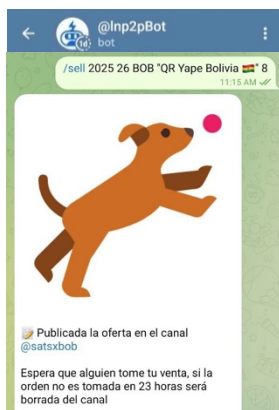 @lnp2pBot
bot
1d
/sell 2025 26 BOB "QR Yape Bolivia 🇧🇴" 8
11:15 AM
📝 Publicada la oferta en el canal
@satsxbob
Espera que alguien tome tu venta, si la
orden no es tomada en 23 horas será
borrada del canal